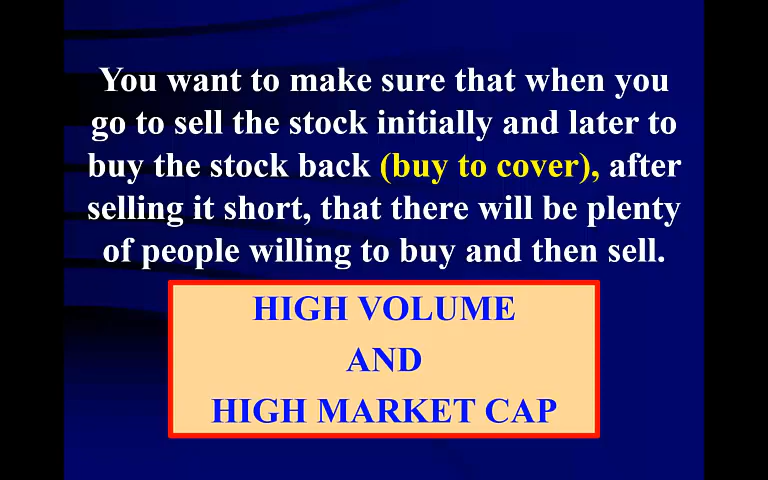 You want to make sure that when you
go to sell the stock initially and later to
buy the stock back (buy to cover), after
selling it short, that there will be plenty
of people willing to buy and then sell.
HIGH VOLUME
AND
HIGH MARKET CAP